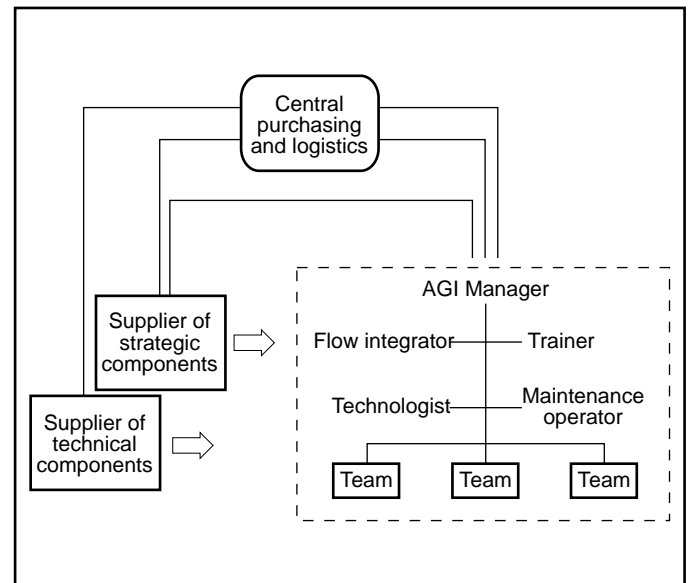 Central
purchasing
and logistics
AGI Manager
Supplier of
strategic
components
Flow integrator
Trainer
Supplier of
technical
components
Technologist
Maintenance
operator
Team
Team
Team